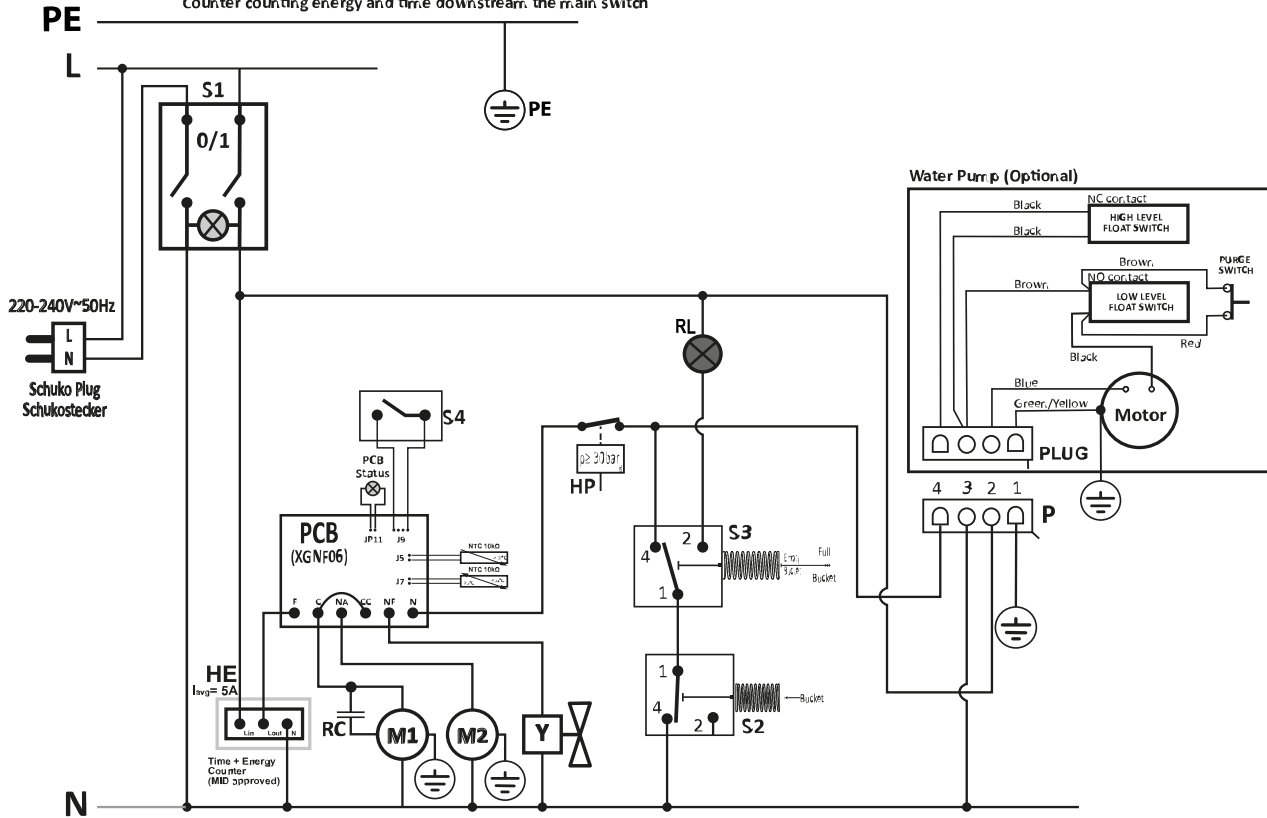 Counter counting energy and time downstream the main switch
PE
L
S1
0/1
PE
220-240V~50Hz
L
N
Schuko Plug
Schukostecker
Water Pump (Optional)
Black
NC contact
HIGH LEVEL
FLOAT SWITCH
Black
Brown
PURGE
SWITCH
NO contact
Brown
LOW LEVEL
FLOAT SWITCH
Red
Black
Blue
Green/Yellow
Motor
PLUG
4 3 2 1
P
RL
S4
PCB
Status
p≥ 30bar
HP
PCB
(XGNF06)
JP11
J9
J5
NTC 10kΩ
J7
NTC 10kΩ
F C NA CC NF N
S3
4
2
1
Full
Bucket
HE
Iavg= 5A
Lin Lout N
Time + Energy
Counter
(MID approved)
RC
M1
M2
Y
1
4
2
S2
Bucket
N